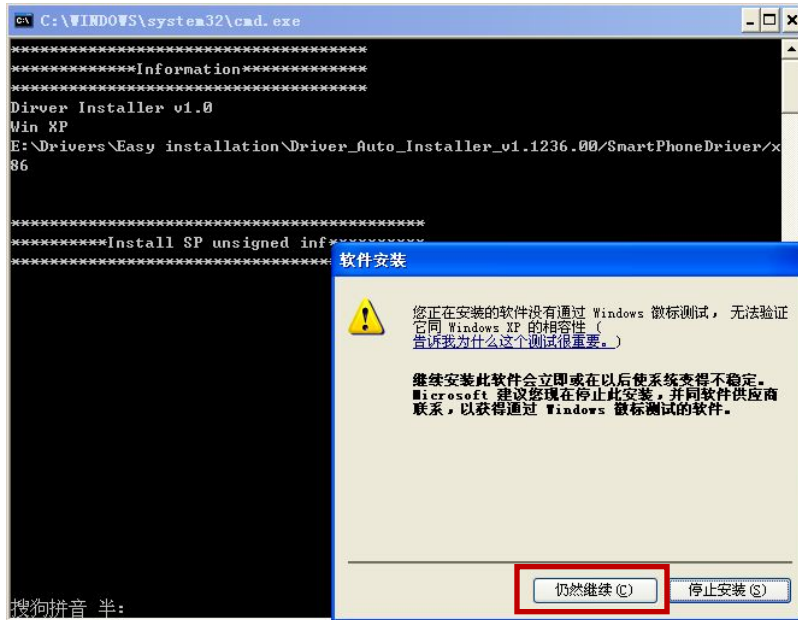 C:\WINDOWS\system32\cmd.exe
*************************************
*************Information*************
*************************************
Dirver Installer v1.0
Win XP
E:\Drivers\Easy installation\Driver_Auto_Installer_v1.1236.00/SmartPhoneDriver/x
86
*******************************************
**********Install SP unsigned inf**********
*********************************
软件安装
您正在安装的软件没有通过 Windows 徽标测试，无法验证
它同 Windows XP 的相容性（
告诉我为什么这个测试很重要。）
继续安装此软件会立即或在以后使系统变得不稳定。
Microsoft 建议您现在停止此安装，并同软件供应商
联系，以获得通过 Windows 徽标测试的软件。
仍然继续(C) 停止安装(S)
搜狗拼音 半: